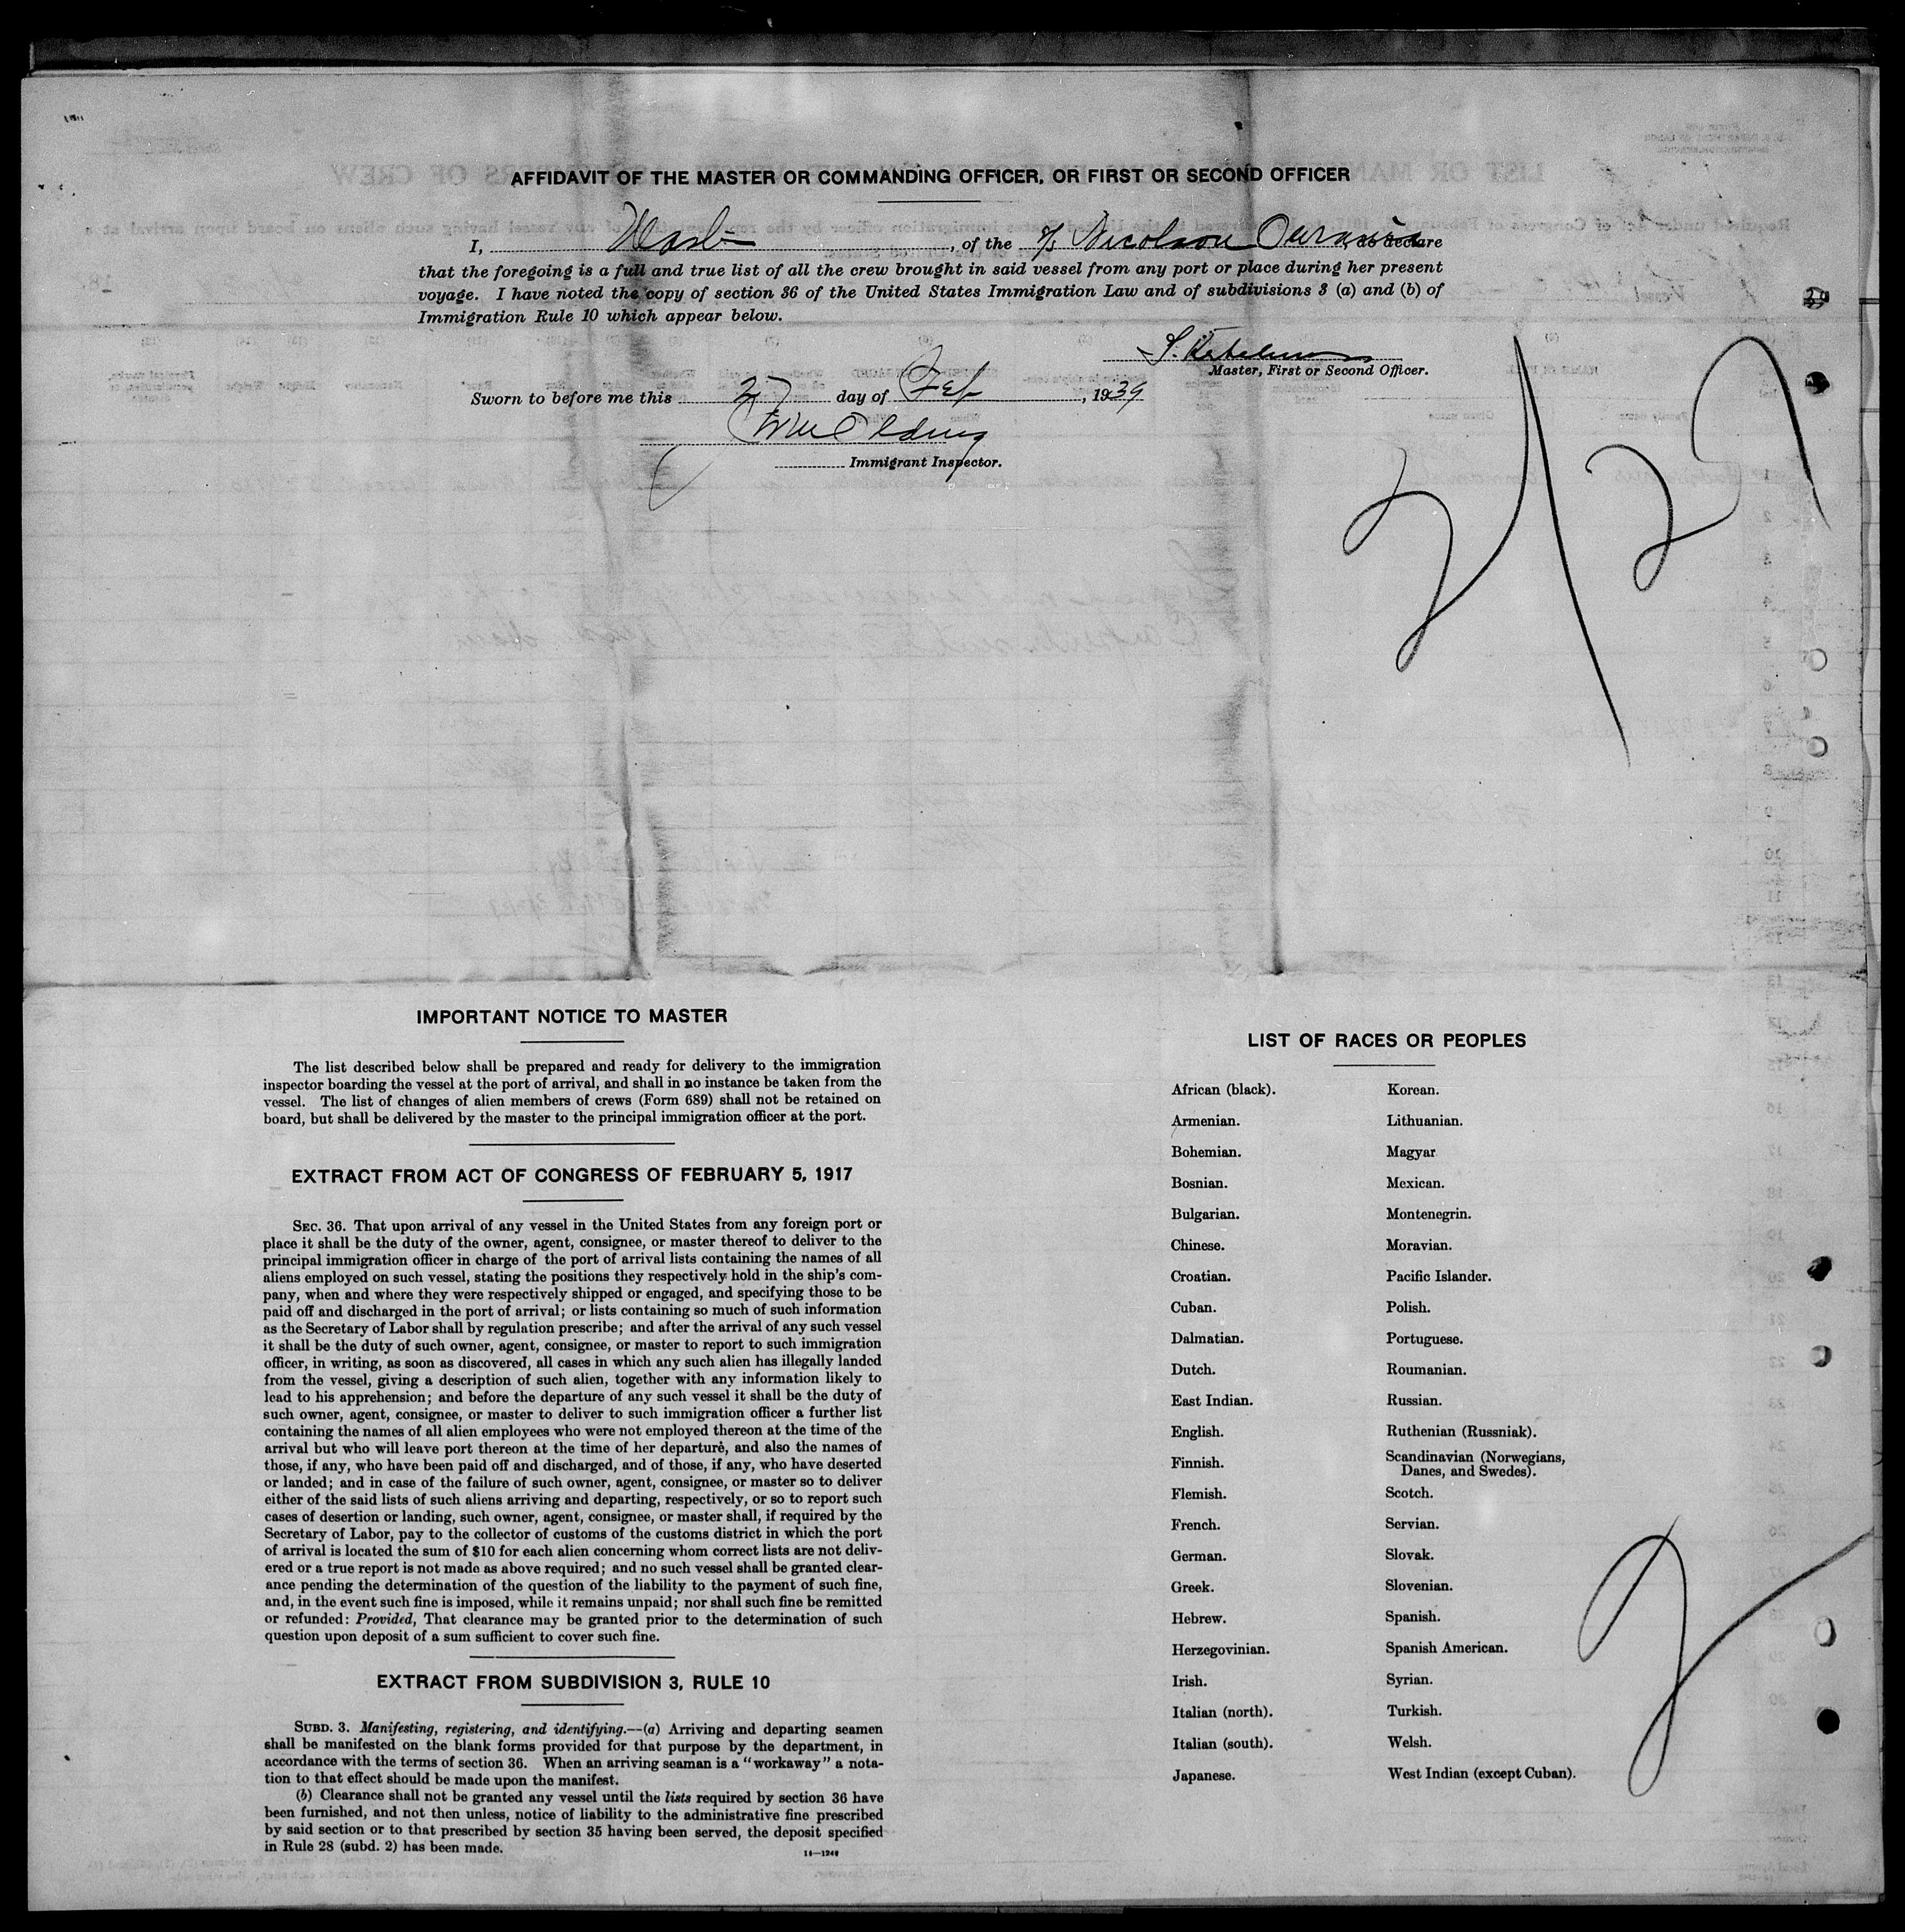 AFFIDAVIT OF THE MASTER OR COMMANDING OFFICER, OR FIRST OR SECOND OFFICER
I, Master, of the S/S Nicolaou Ourania, do declare
that the foregoing is a full and true list of all the crew brought in said vessel from any port or place during her present
voyage. I have noted the copy of section 36 of the United States Immigration Law and of subdivisions 3 (a) and (b) of
Immigration Rule 10 which appear below.
Master, First or Second Officer.
Sworn to before me this 27 day of Feb, 1939
Immigrant Inspector.
2/27
IMPORTANT NOTICE TO MASTER
The list described below shall be prepared and ready for delivery to the immigration
inspector boarding the vessel at the port of arrival, and shall in no instance be taken from the
vessel. The list of changes of alien members of crews (Form 689) shall not be retained on
board, but shall be delivered by the master to the principal immigration officer at the port.
EXTRACT FROM ACT OF CONGRESS OF FEBRUARY 5, 1917
SEC. 36. That upon arrival of any vessel in the United States from any foreign port or
place it shall be the duty of the owner, agent, consignee, or master thereof to deliver to the
principal immigration officer in charge of the port of arrival lists containing the names of all
aliens employed on such vessel, stating the positions they respectively hold in the ship's com-
pany, when and where they were respectively shipped or engaged, and specifying those to be
paid off and discharged in the port of arrival; or lists containing so much of such information
as the Secretary of Labor shall by regulation prescribe; and after the arrival of any such vessel
it shall be the duty of such owner, agent, consignee, or master to report to such immigration
officer, in writing, as soon as discovered, all cases in which any such alien has illegally landed
from the vessel, giving a description of such alien, together with any information likely to
lead to his apprehension; and before the departure of any such vessel it shall be the duty of
such owner, agent, consignee, or master to deliver to such immigration officer a further list
containing the names of all alien employees who were not employed thereon at the time of the
arrival but who will leave port thereon at the time of her departure, and also the names of
those, if any, who have been paid off and discharged, and of those, if any, who have deserted
or landed; and in case of the failure of such owner, agent, consignee, or master so to deliver
either of the said lists of such aliens arriving and departing, respectively, or so to report such
cases of desertion or landing, such owner, agent, consignee, or master shall, if required by the
Secretary of Labor, pay to the collector of customs of the customs district in which the port
of arrival is located the sum of $10 for each alien concerning whom correct lists are not deliv-
ered or a true report is not made as above required; and no such vessel shall be granted clear-
ance pending the determination of the question of the liability to the payment of such fine,
and, in the event such fine is imposed, while it remains unpaid; nor shall such fine be remitted
or refunded: Provided, That clearance may be granted prior to the determination of such
question upon deposit of a sum sufficient to cover such fine.
EXTRACT FROM SUBDIVISION 3, RULE 10
SUBD. 3. Manifesting, registering, and identifying.—(a) Arriving and departing seamen
shall be manifested on the blank forms provided for that purpose by the department, in
accordance with the terms of section 36. When an arriving seaman is a "workaway" a nota-
tion to that effect should be made upon the manifest.
(b) Clearance shall not be granted any vessel until the lists required by section 36 have
been furnished, and not then unless, notice of liability to the administrative fine prescribed
by said section or to that prescribed by section 35 having been served, the deposit specified
in Rule 28 (subd. 2) has been made.
14—1240
LIST OF RACES OR PEOPLES
African (black).
Armenian.
Bohemian.
Bosnian.
Bulgarian.
Chinese.
Croatian.
Cuban.
Dalmatian.
Dutch.
East Indian.
English.
Finnish.
Flemish.
French.
German.
Greek.
Hebrew.
Herzegovinian.
Irish.
Italian (north).
Italian (south).
Japanese.
Korean.
Lithuanian.
Magyar
Mexican.
Montenegrin.
Moravian.
Pacific Islander.
Polish.
Portuguese.
Roumanian.
Russian.
Ruthenian (Russniak).
Scandinavian (Norwegians,
Danes, and Swedes).
Scotch.
Servian.
Slovak.
Slovenian.
Spanish.
Spanish American.
Syrian.
Turkish.
Welsh.
West Indian (except Cuban).
2